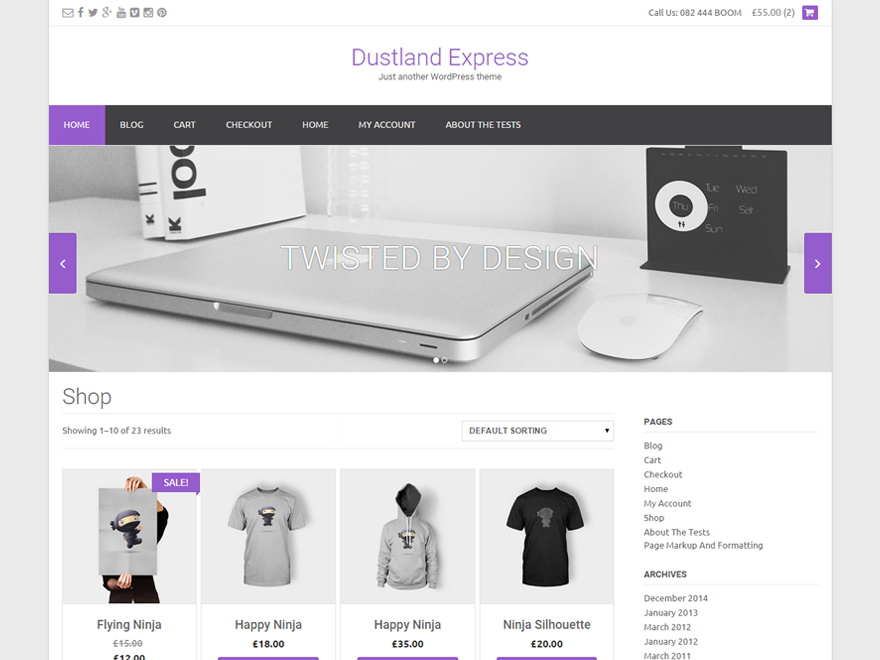 Call Us: 082 444 BOOM £55.00 (2)
Dustland Express
Just another WordPress theme
HOME BLOG CART CHECKOUT HOME MY ACCOUNT ABOUT THE TESTS
Thu Tue Wed
Fri Sat
Sun
TWISTED BY DESIGN
Shop
Showing 1–10 of 23 results
DEFAULT SORTING
SALE!
Flying Ninja
£15.00
£12.00
Happy Ninja
£18.00
Happy Ninja
£35.00
Ninja Silhouette
£20.00
PAGES
Blog
Cart
Checkout
Home
My Account
Shop
About The Tests
Page Markup And Formatting
ARCHIVES
December 2014
January 2013
March 2012
January 2012
March 2011